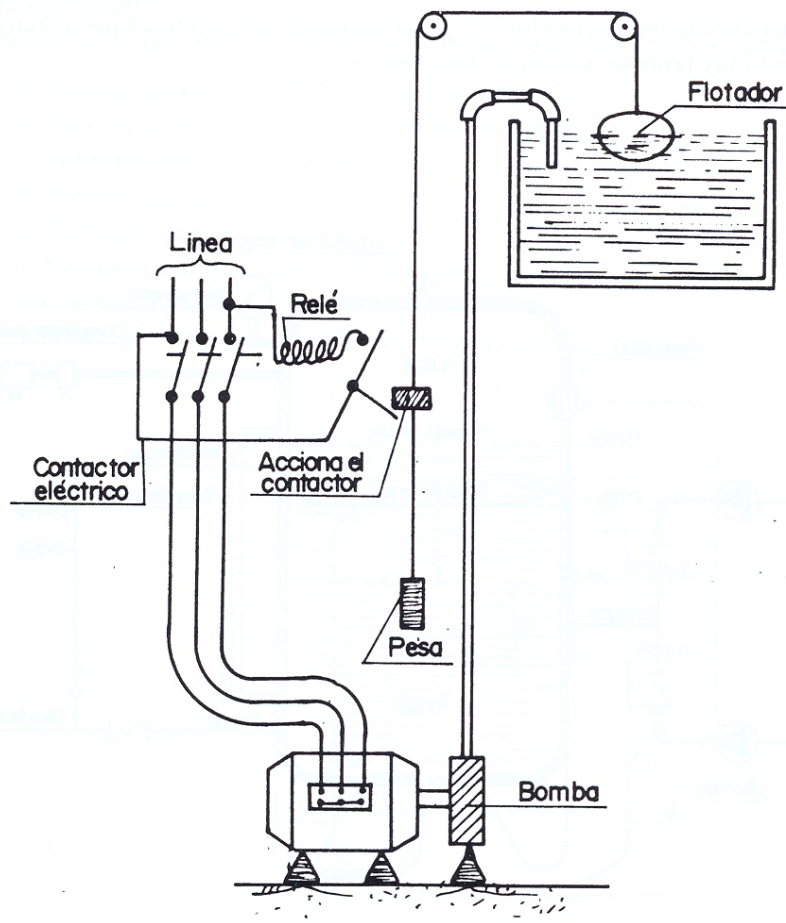 Flotador
Linea
Relé
Contactor
eléctrico
Acciona el
contactor
Pesa
Bomba